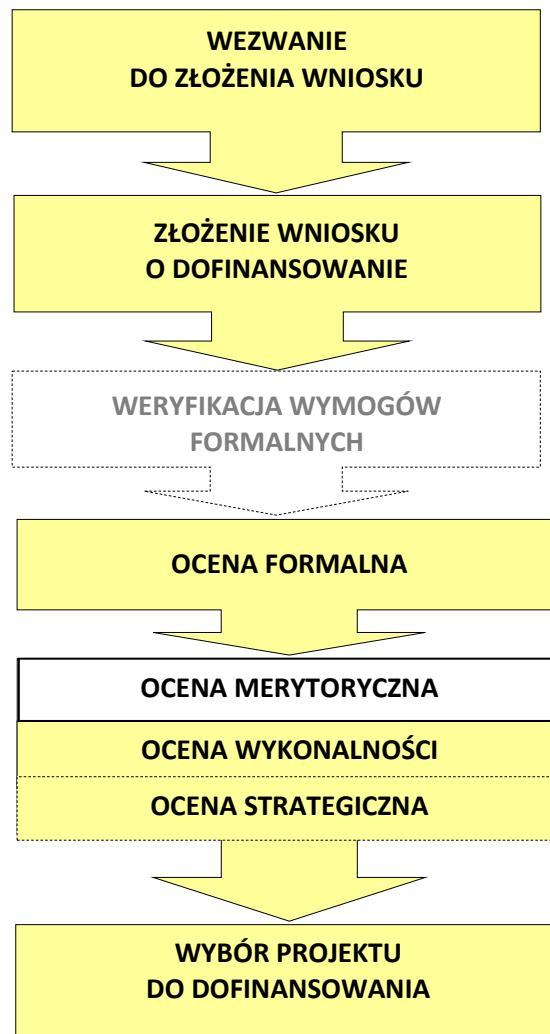 WEZWANIE
DO ZŁOŻENIA WNIOSKU
ZŁOŻENIE WNIOSKU
O DOFINANSOWANIE
WERYFIKACJA WYMOGÓW
FORMALNYCH
OCENA FORMALNA
OCENA MERYTORYCZNA
OCENA WYKONALNOŚCI
OCENA STRATEGICZNA
WYBÓR PROJEKTU
DO DOFINANSOWANIA